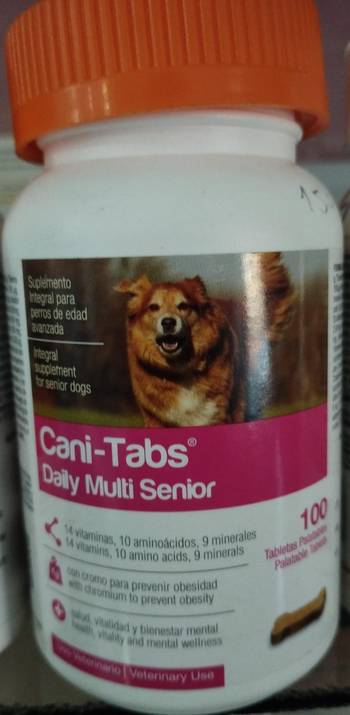 Suplemento
Integral para
perros de edad
avanzada
Integral
supplement
for senior dogs
Cani-Tabs®
Daily Multi Senior
14 vitaminas, 10 aminoácidos, 9 minerales
14 vitamins, 10 amino acids, 9 minerals
100
Tabletas Palatables
Palatable Tablets
con cromo para prevenir obesidad
with chromium to prevent obesity
salud, vitalidad y bienestar mental
health, vitality and mental wellness
Uso Veterinario | Veterinary Use